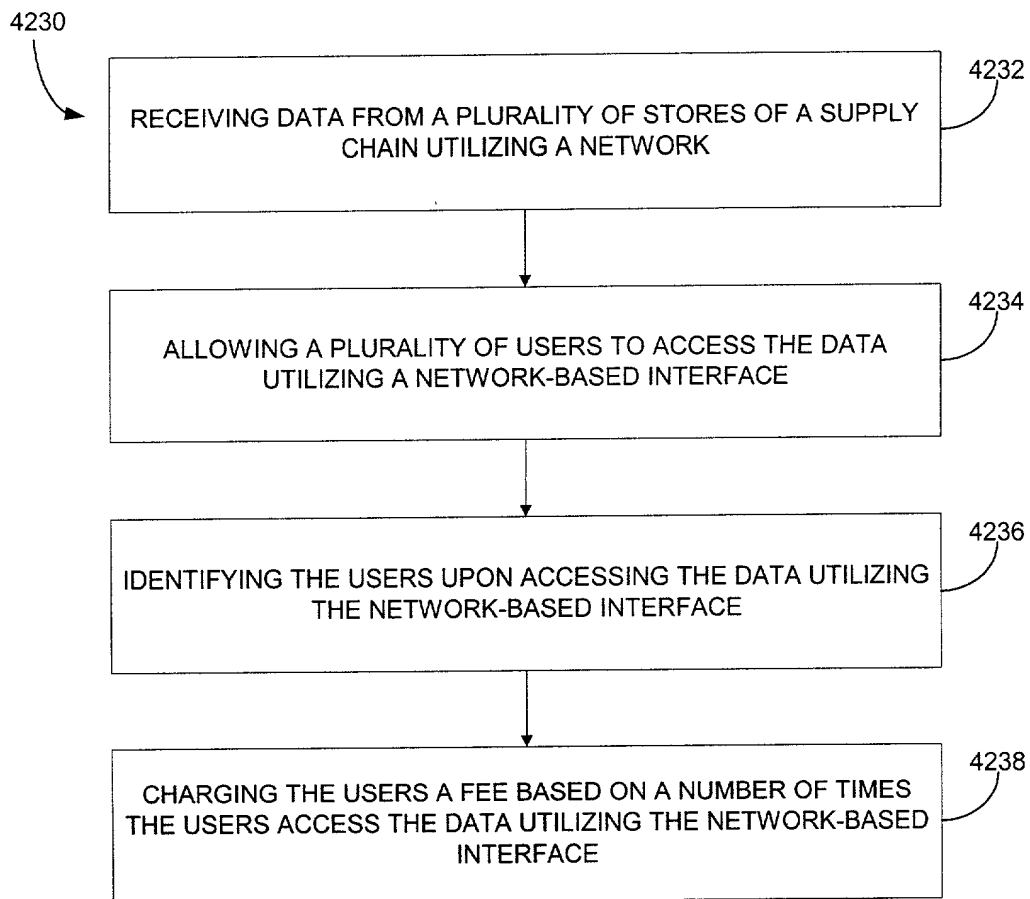 4230
4232
RECEIVING DATA FROM A PLURALITY OF STORES OF A SUPPLY
CHAIN UTILIZING A NETWORK
4234
ALLOWING A PLURALITY OF USERS TO ACCESS THE DATA
UTILIZING A NETWORK-BASED INTERFACE
4236
IDENTIFYING THE USERS UPON ACCESSING THE DATA UTILIZING
THE NETWORK-BASED INTERFACE
4238
CHARGING THE USERS A FEE BASED ON A NUMBER OF TIMES
THE USERS ACCESS THE DATA UTILIZING THE NETWORK-BASED
INTERFACE